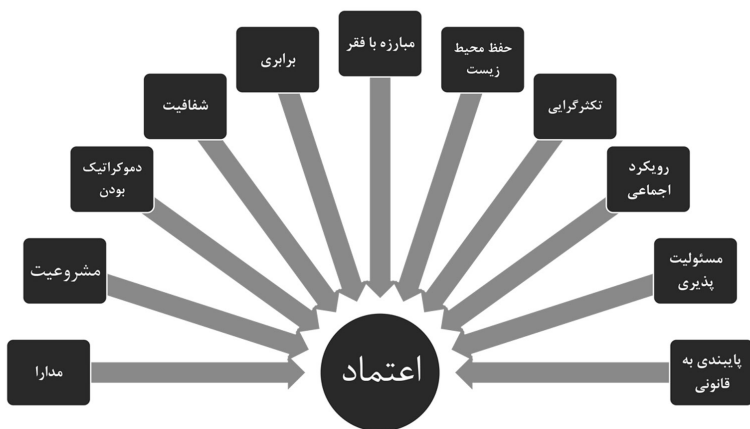 مبارزه با فقر
حفظ محیط
زیست
برابری
تکثرگرایی
شفافیت
رویکرد
اجماعی
دموکراتیک
بودن
مسئولیت
پذیری
مشروعیت
پایبندی به
قانونی
مدارا
اعتماد